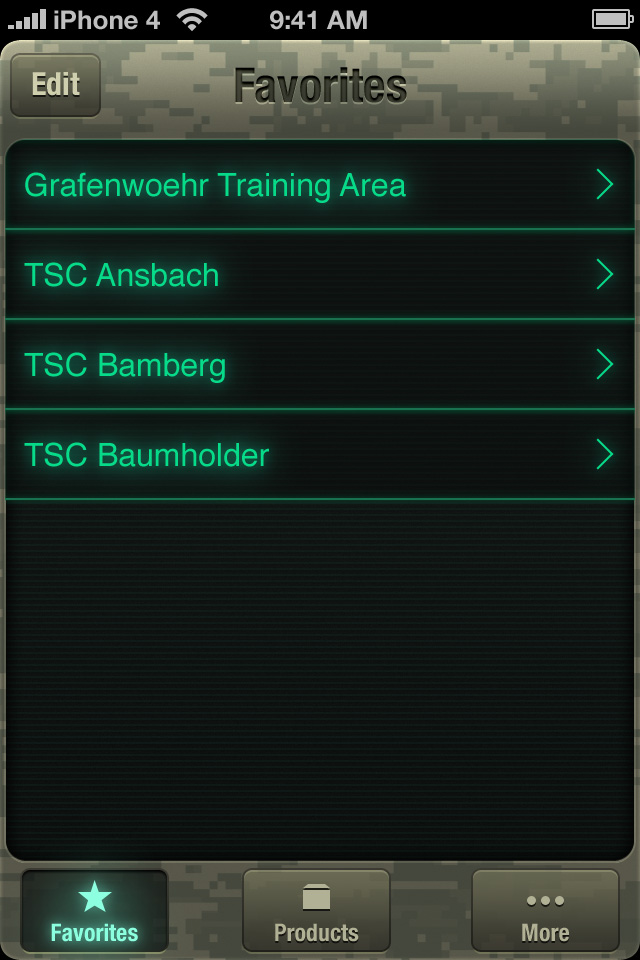 iPhone 4 9:41 AM
Edit Favorites
Grafenwoehr Training Area
TSC Ansbach
TSC Bamberg
TSC Baumholder
Favorites Products More